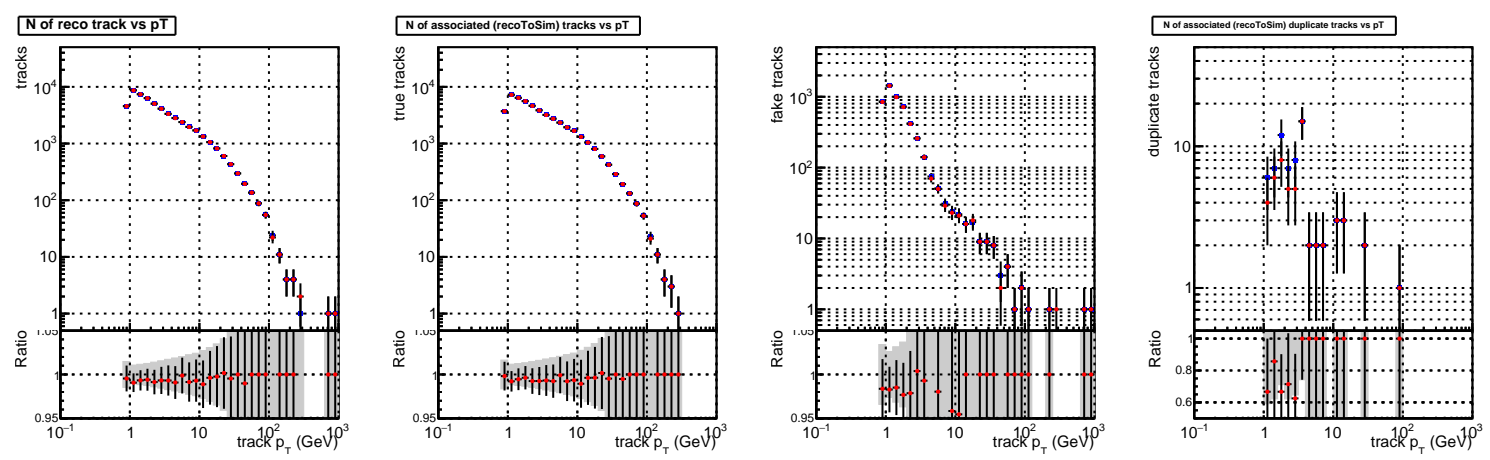 N of reco track vs pT
tracks
10⁴
10³
10²
10
1
Ratio
1.05
1
0.95
10⁻¹ 1 10 10² 10³
track p_T (GeV)
N of associated (recoToSim) tracks vs pT
true tracks
10⁴
10³
10²
10
1
Ratio
1.05
1
0.95
10⁻¹ 1 10 10² 10³
track p_T (GeV)
fake tracks
10³
10²
10
1
Ratio
1.05
1
0.95
10⁻¹ 1 10 10² 10³
track p_T (GeV)
N of associated (recoToSim) duplicate tracks vs pT
duplicate tracks
10
1
Ratio
1
0.8
0.6
10⁻¹ 1 10 10² 10³
track p_T (GeV)